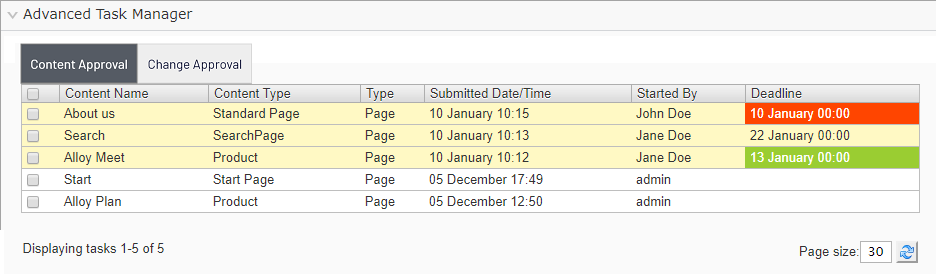 Advanced Task Manager
Content Approval Change Approval
Content Name Content Type Type Submitted Date/Time Started By Deadline
About us Standard Page Page 10 January 10:15 John Doe 10 January 00:00
Search SearchPage Page 10 January 10:13 Jane Doe 22 January 00:00
Alloy Meet Product Page 10 January 10:12 Jane Doe 13 January 00:00
Start Start Page Page 05 December 17:49 admin
Alloy Plan Product Page 05 December 12:50 admin
Displaying tasks 1-5 of 5 Page size: 30